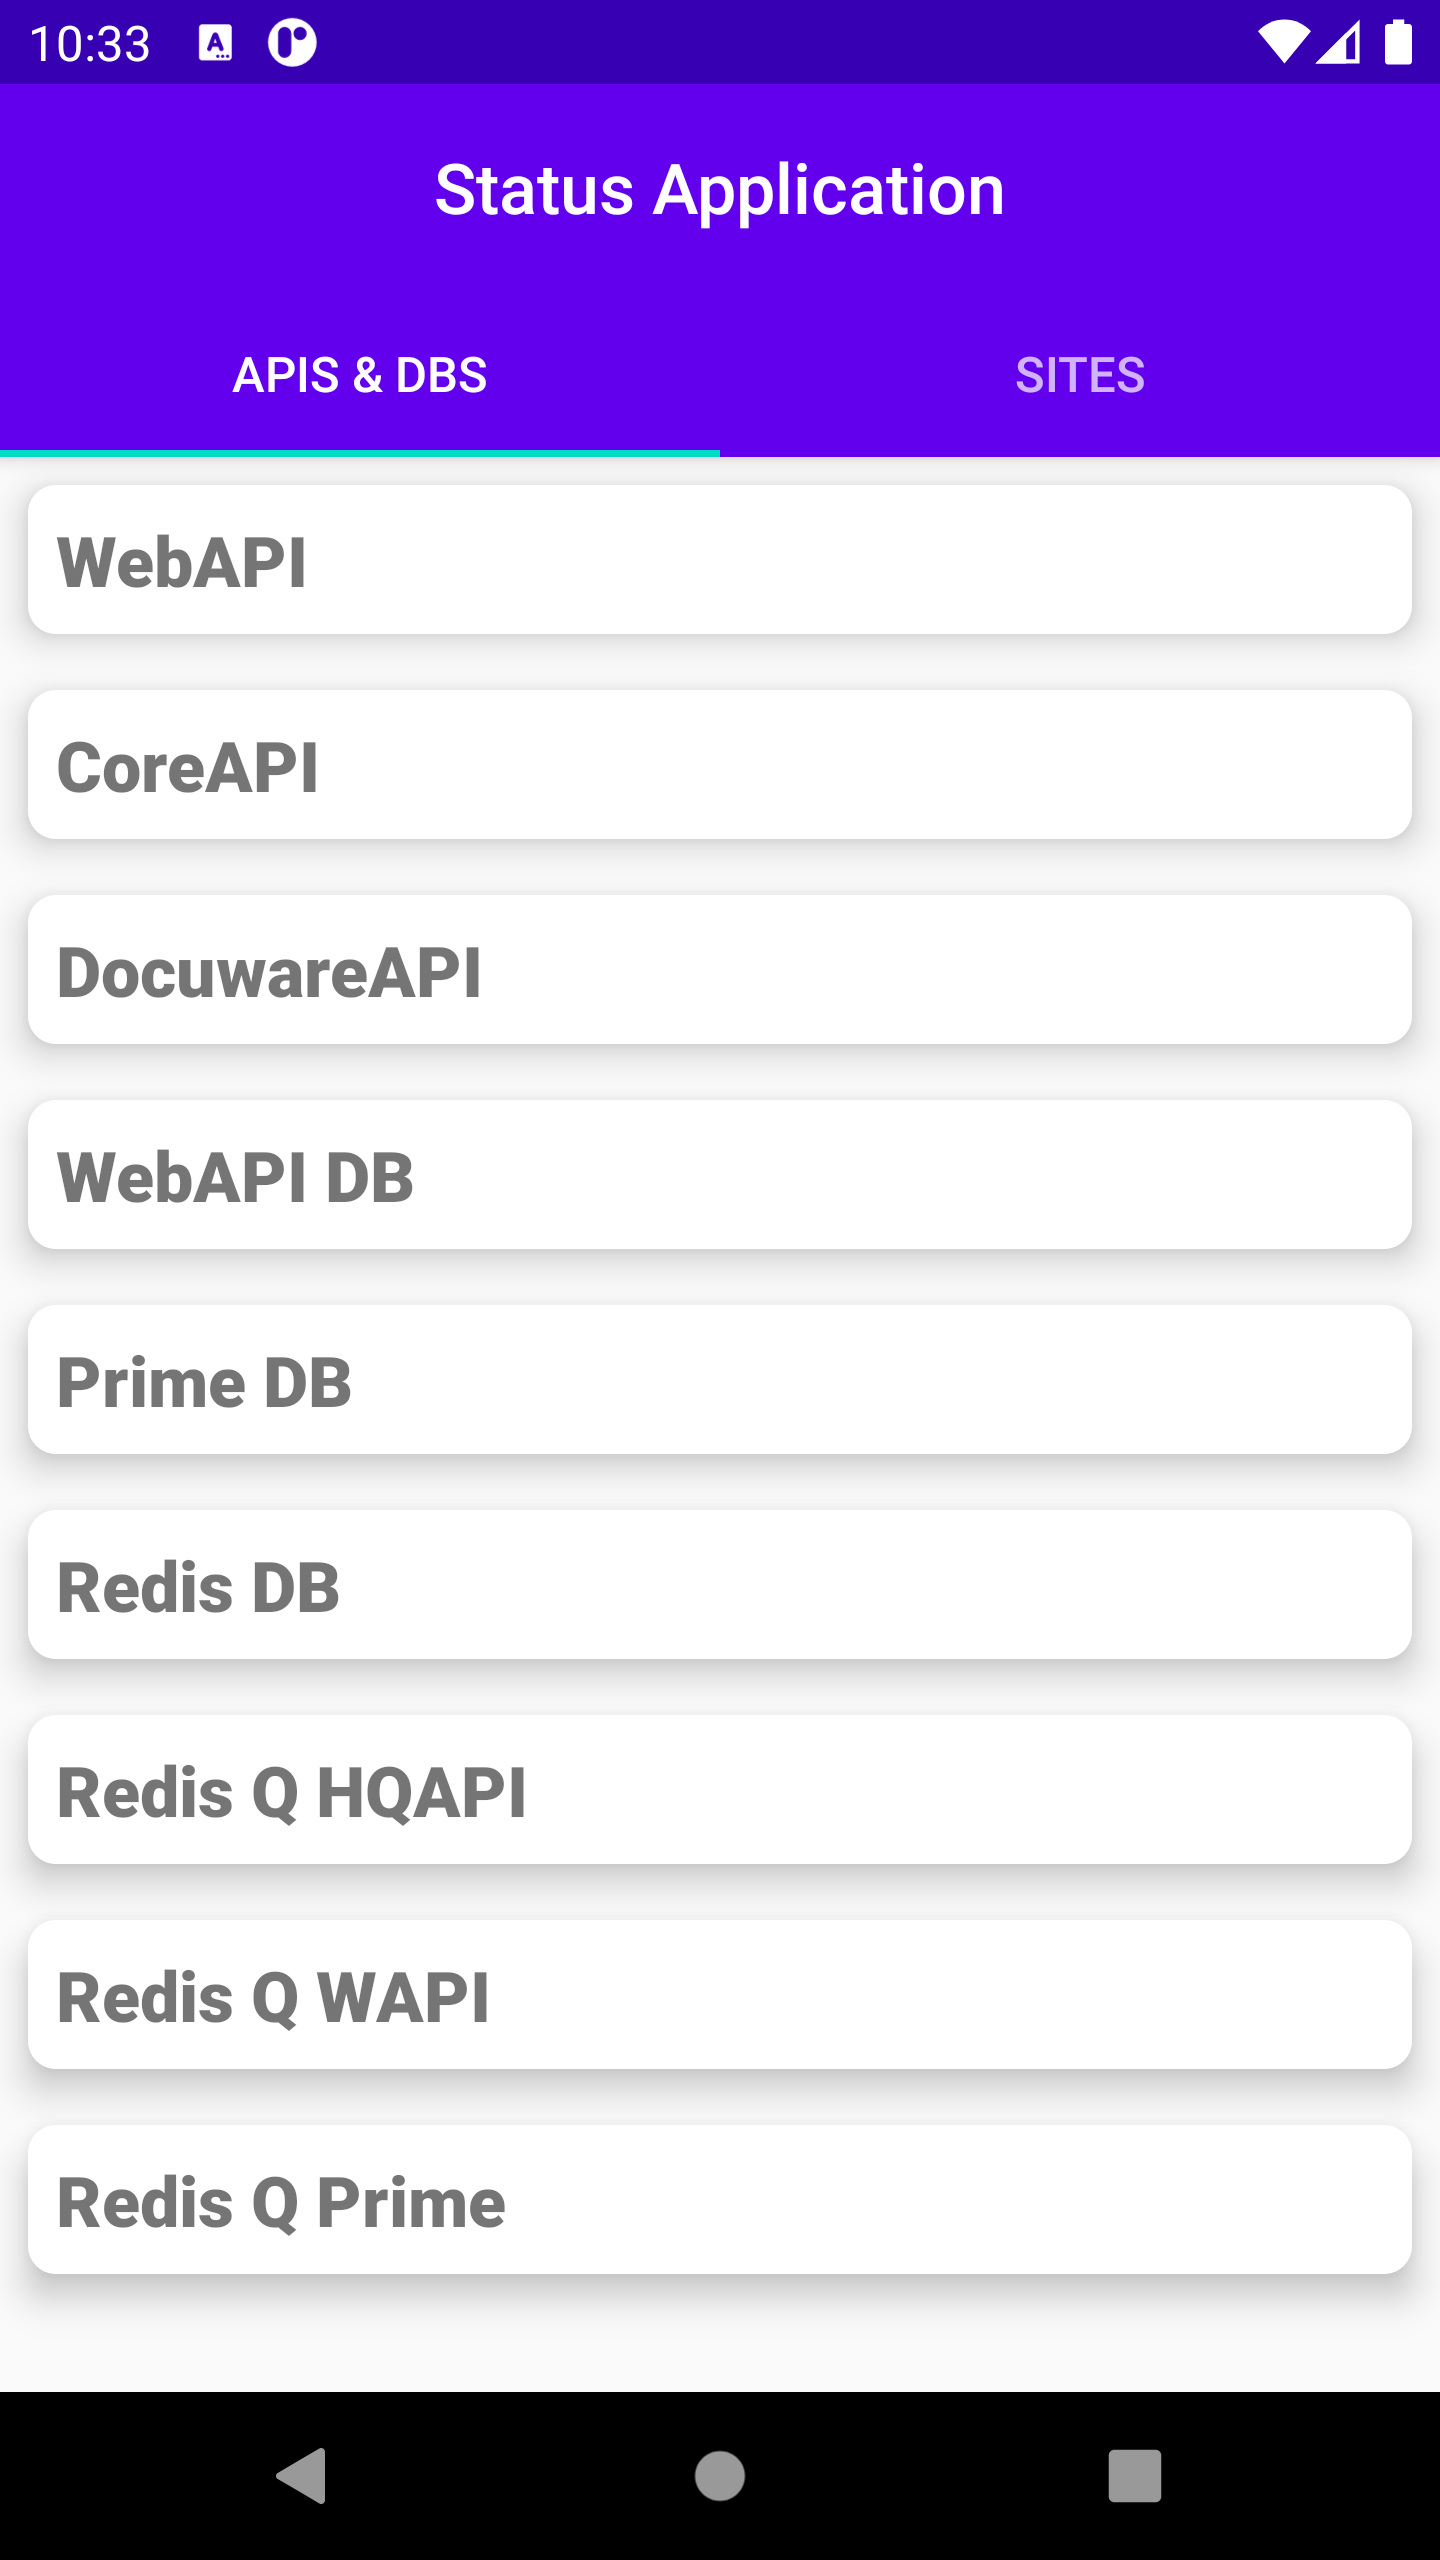 10:33
Status Application
APIS & DBS
SITES
WebAPI
CoreAPI
DocuwareAPI
WebAPI DB
Prime DB
Redis DB
Redis Q HQAPI
Redis Q WAPI
Redis Q Prime